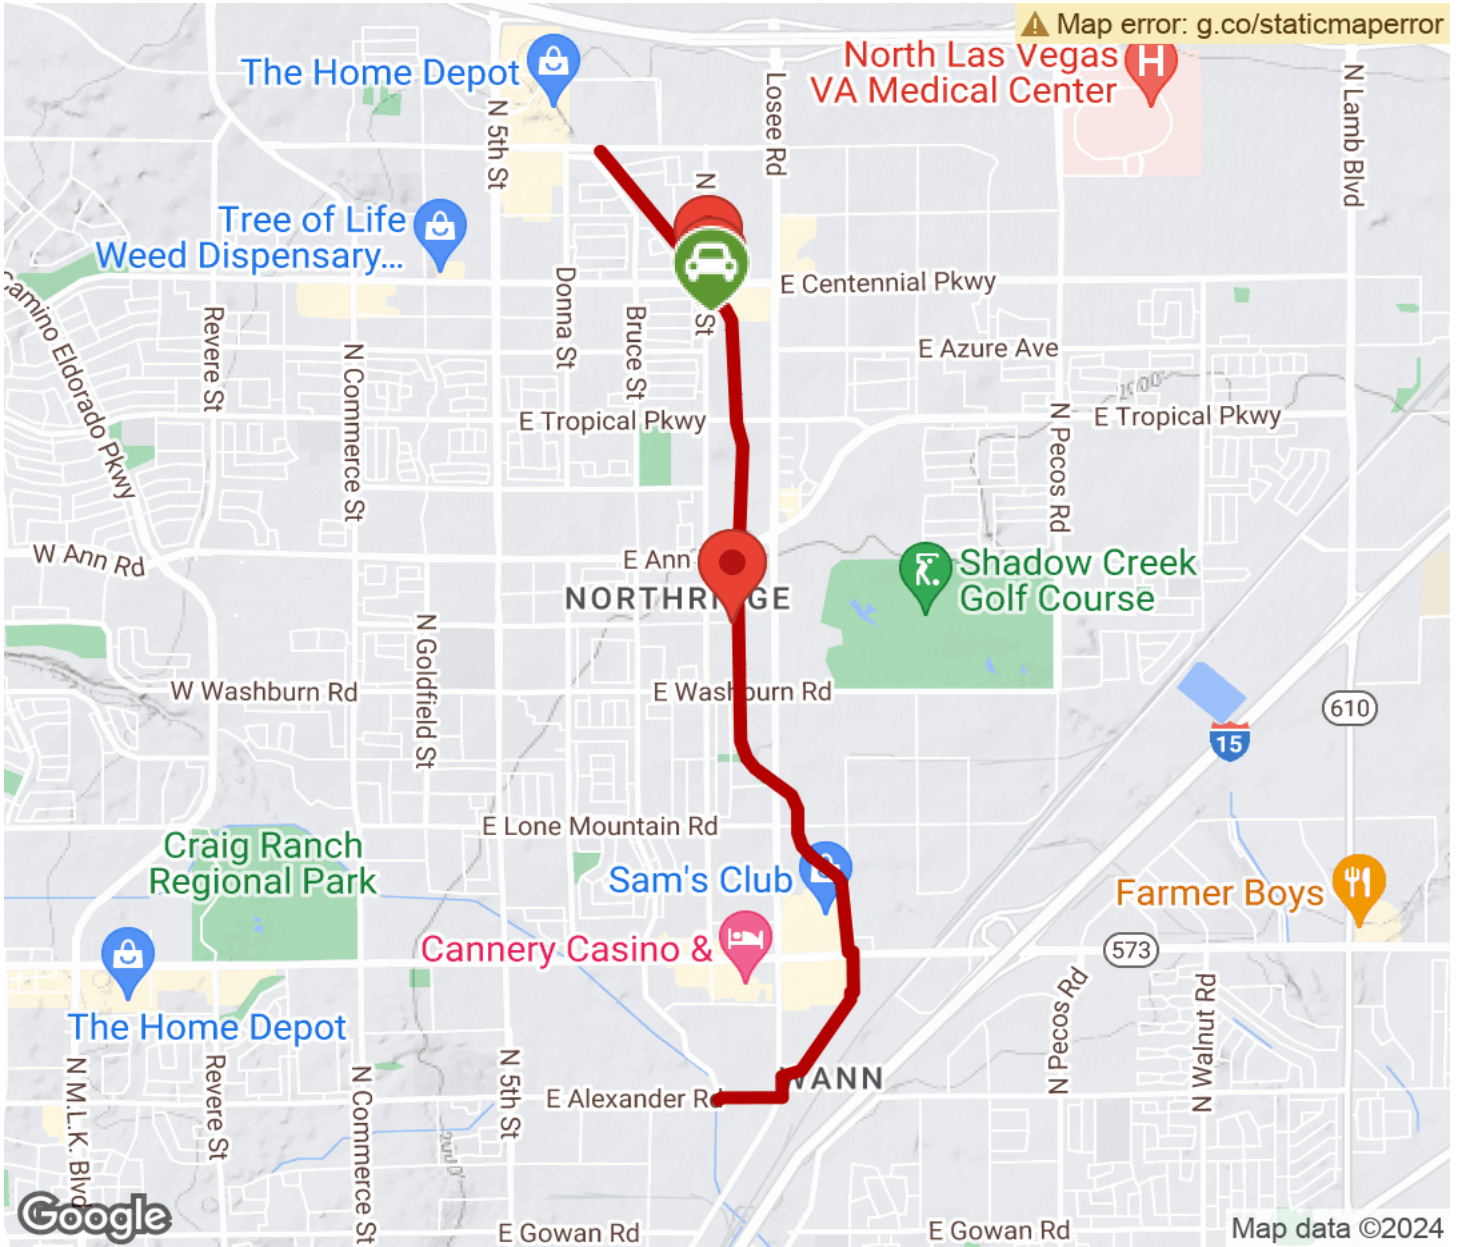 Map error: g.co/staticmaperror
North Las Vegas
VA Medical Center
The Home Depot
N 5th St
Losee Rd
N Lamb Blvd
N
St
Tree of Life
Weed Dispensary...
Camino Eldorado Pkwy
E Centennial Pkwy
Revere St
N Commerce St
Donna St
Bruce St
E Azure Ave
E Tropical Pkwy
N Pecos Rd
E Tropical Pkwy
W Ann Rd
E Ann
NORTHRIDGE
Shadow Creek
Golf Course
N Goldfield St
W Washburn Rd
E Washburn Rd
610
15
E Lone Mountain Rd
Craig Ranch
Regional Park
Sam's Club
Farmer Boys
Cannery Casino &
573
The Home Depot
N M.L.K. Blvd
Revere St
N Commerce St
N 5th St
E Alexander Rd
WANN
N Pecos Rd
N Walnut Rd
E Gowan Rd
E Gowan Rd
Google
Map data ©2024